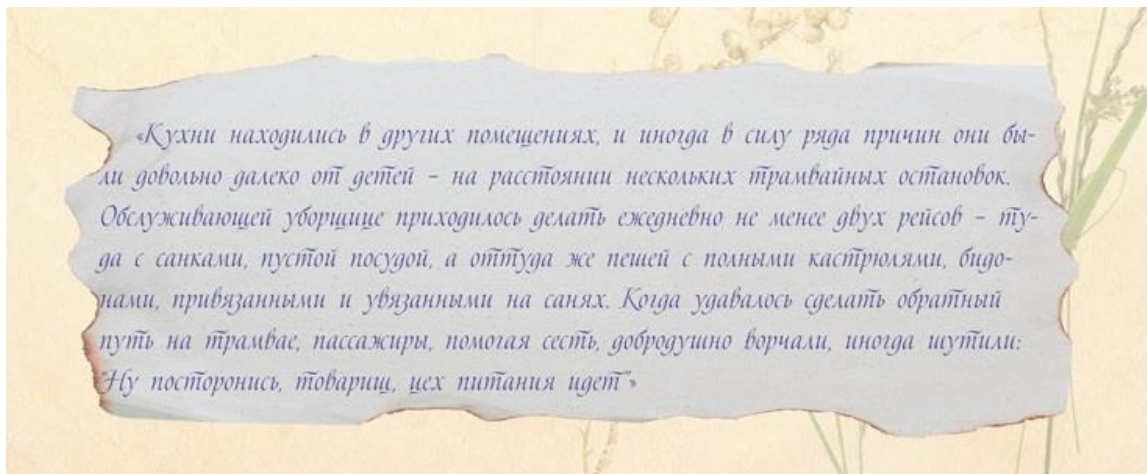 «Кухни находились в других помещениях, и иногда в силу ряда причин они бы-
ли довольно далеко от детей - на расстоянии нескольких трамвайных остановок.
Обслуживающей уборщице приходилось делать ежедневно не менее двух рейсов - ту-
да с санками, пустой посудой, а оттуда же пешей с полными кастрюлями, бидо-
нами, привязанными и увязанными на санях. Когда удавалось сделать обратный
путь на трамвае, пассажиры, помогая сесть, добродушно ворчали, иногда шутили:
"Ну посторонись, товарищ, цех питания идет"»